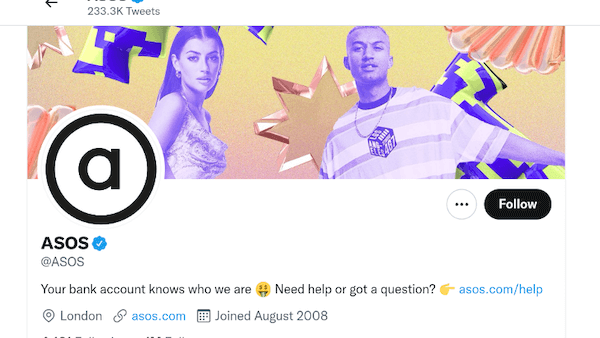 ASOS
233.3K Tweets
a
Follow
ASOS
@ASOS
Your bank account knows who we are 🤑 Need help or got a question? 👉 asos.com/help
London asos.com Joined August 2008